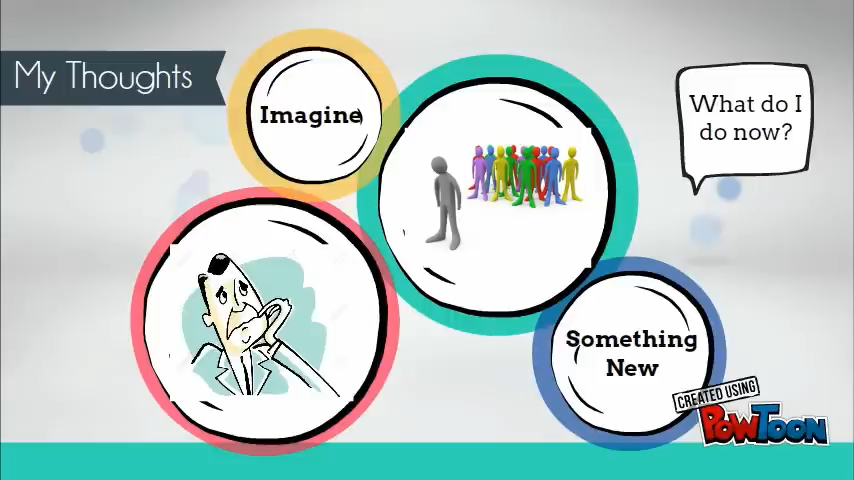 My Thoughts
Imagine
What do I
do now?
Something
New
CREATED USING
POWTOON